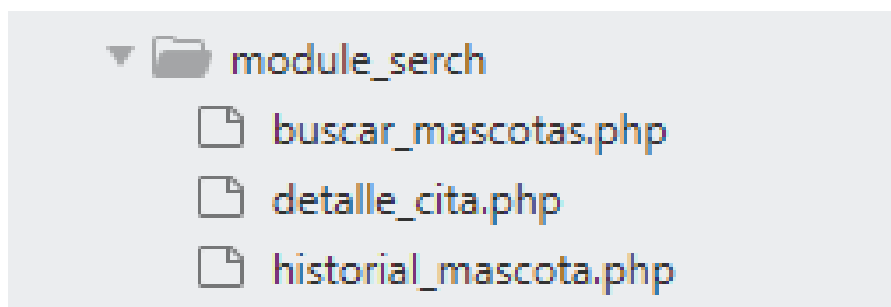 module_serch
buscar_mascotas.php
detalle_cita.php
historial_mascota.php